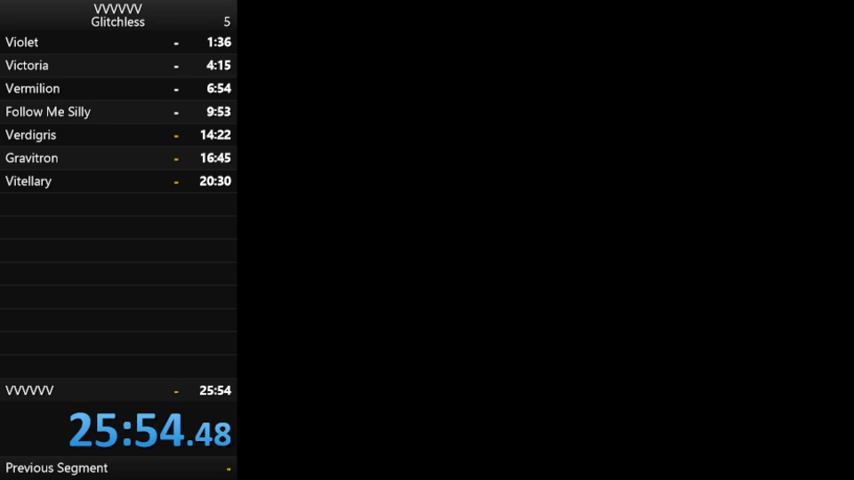 VVVVVV
Glitchless 5
Violet - 1:36
Victoria - 4:15
Vermilion - 6:54
Follow Me Silly - 9:53
Verdigris - 14:22
Gravitron - 16:45
Vitellary - 20:30
VVVVVV - 25:54
25:54.48
Previous Segment -